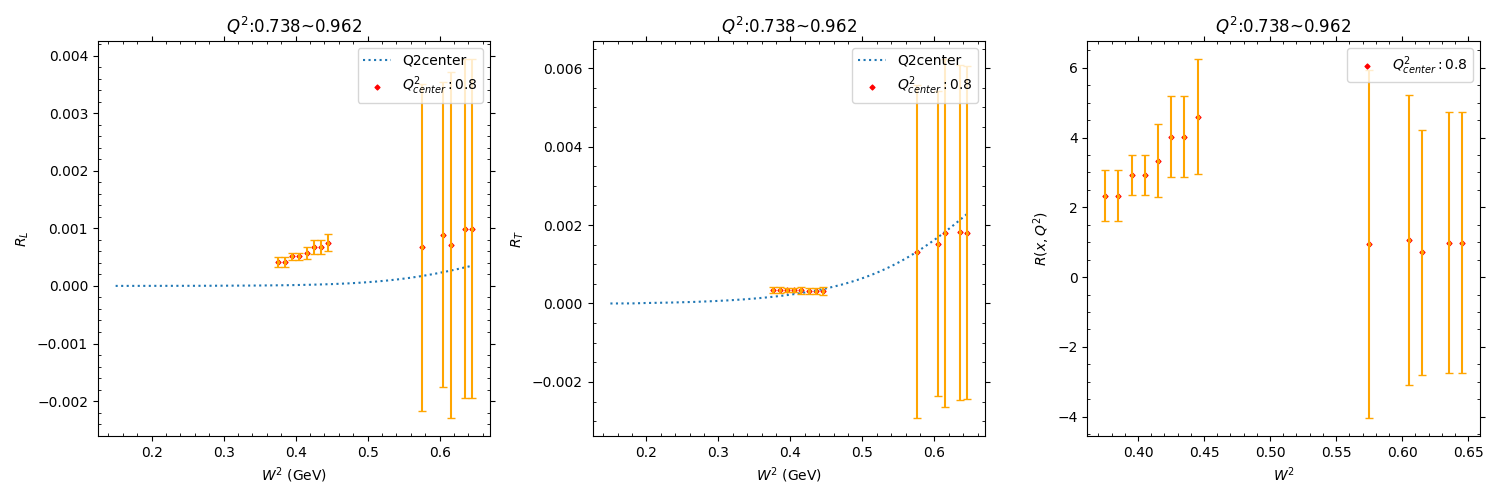 Q²:0.738~0.962
Q2center
Q²center:0.8
0.004
0.003
0.002
0.001
0.000
−0.001
−0.002
R_L
0.2
0.3
0.4
0.5
0.6
W² (GeV)
Q²:0.738~0.962
Q2center
Q²center:0.8
0.006
0.004
0.002
0.000
−0.002
R_T
0.2
0.3
0.4
0.5
0.6
W² (GeV)
Q²:0.738~0.962
Q²center:0.8
6
4
2
0
−2
−4
R(x, Q²)
0.40
0.45
0.50
0.55
0.60
0.65
W²